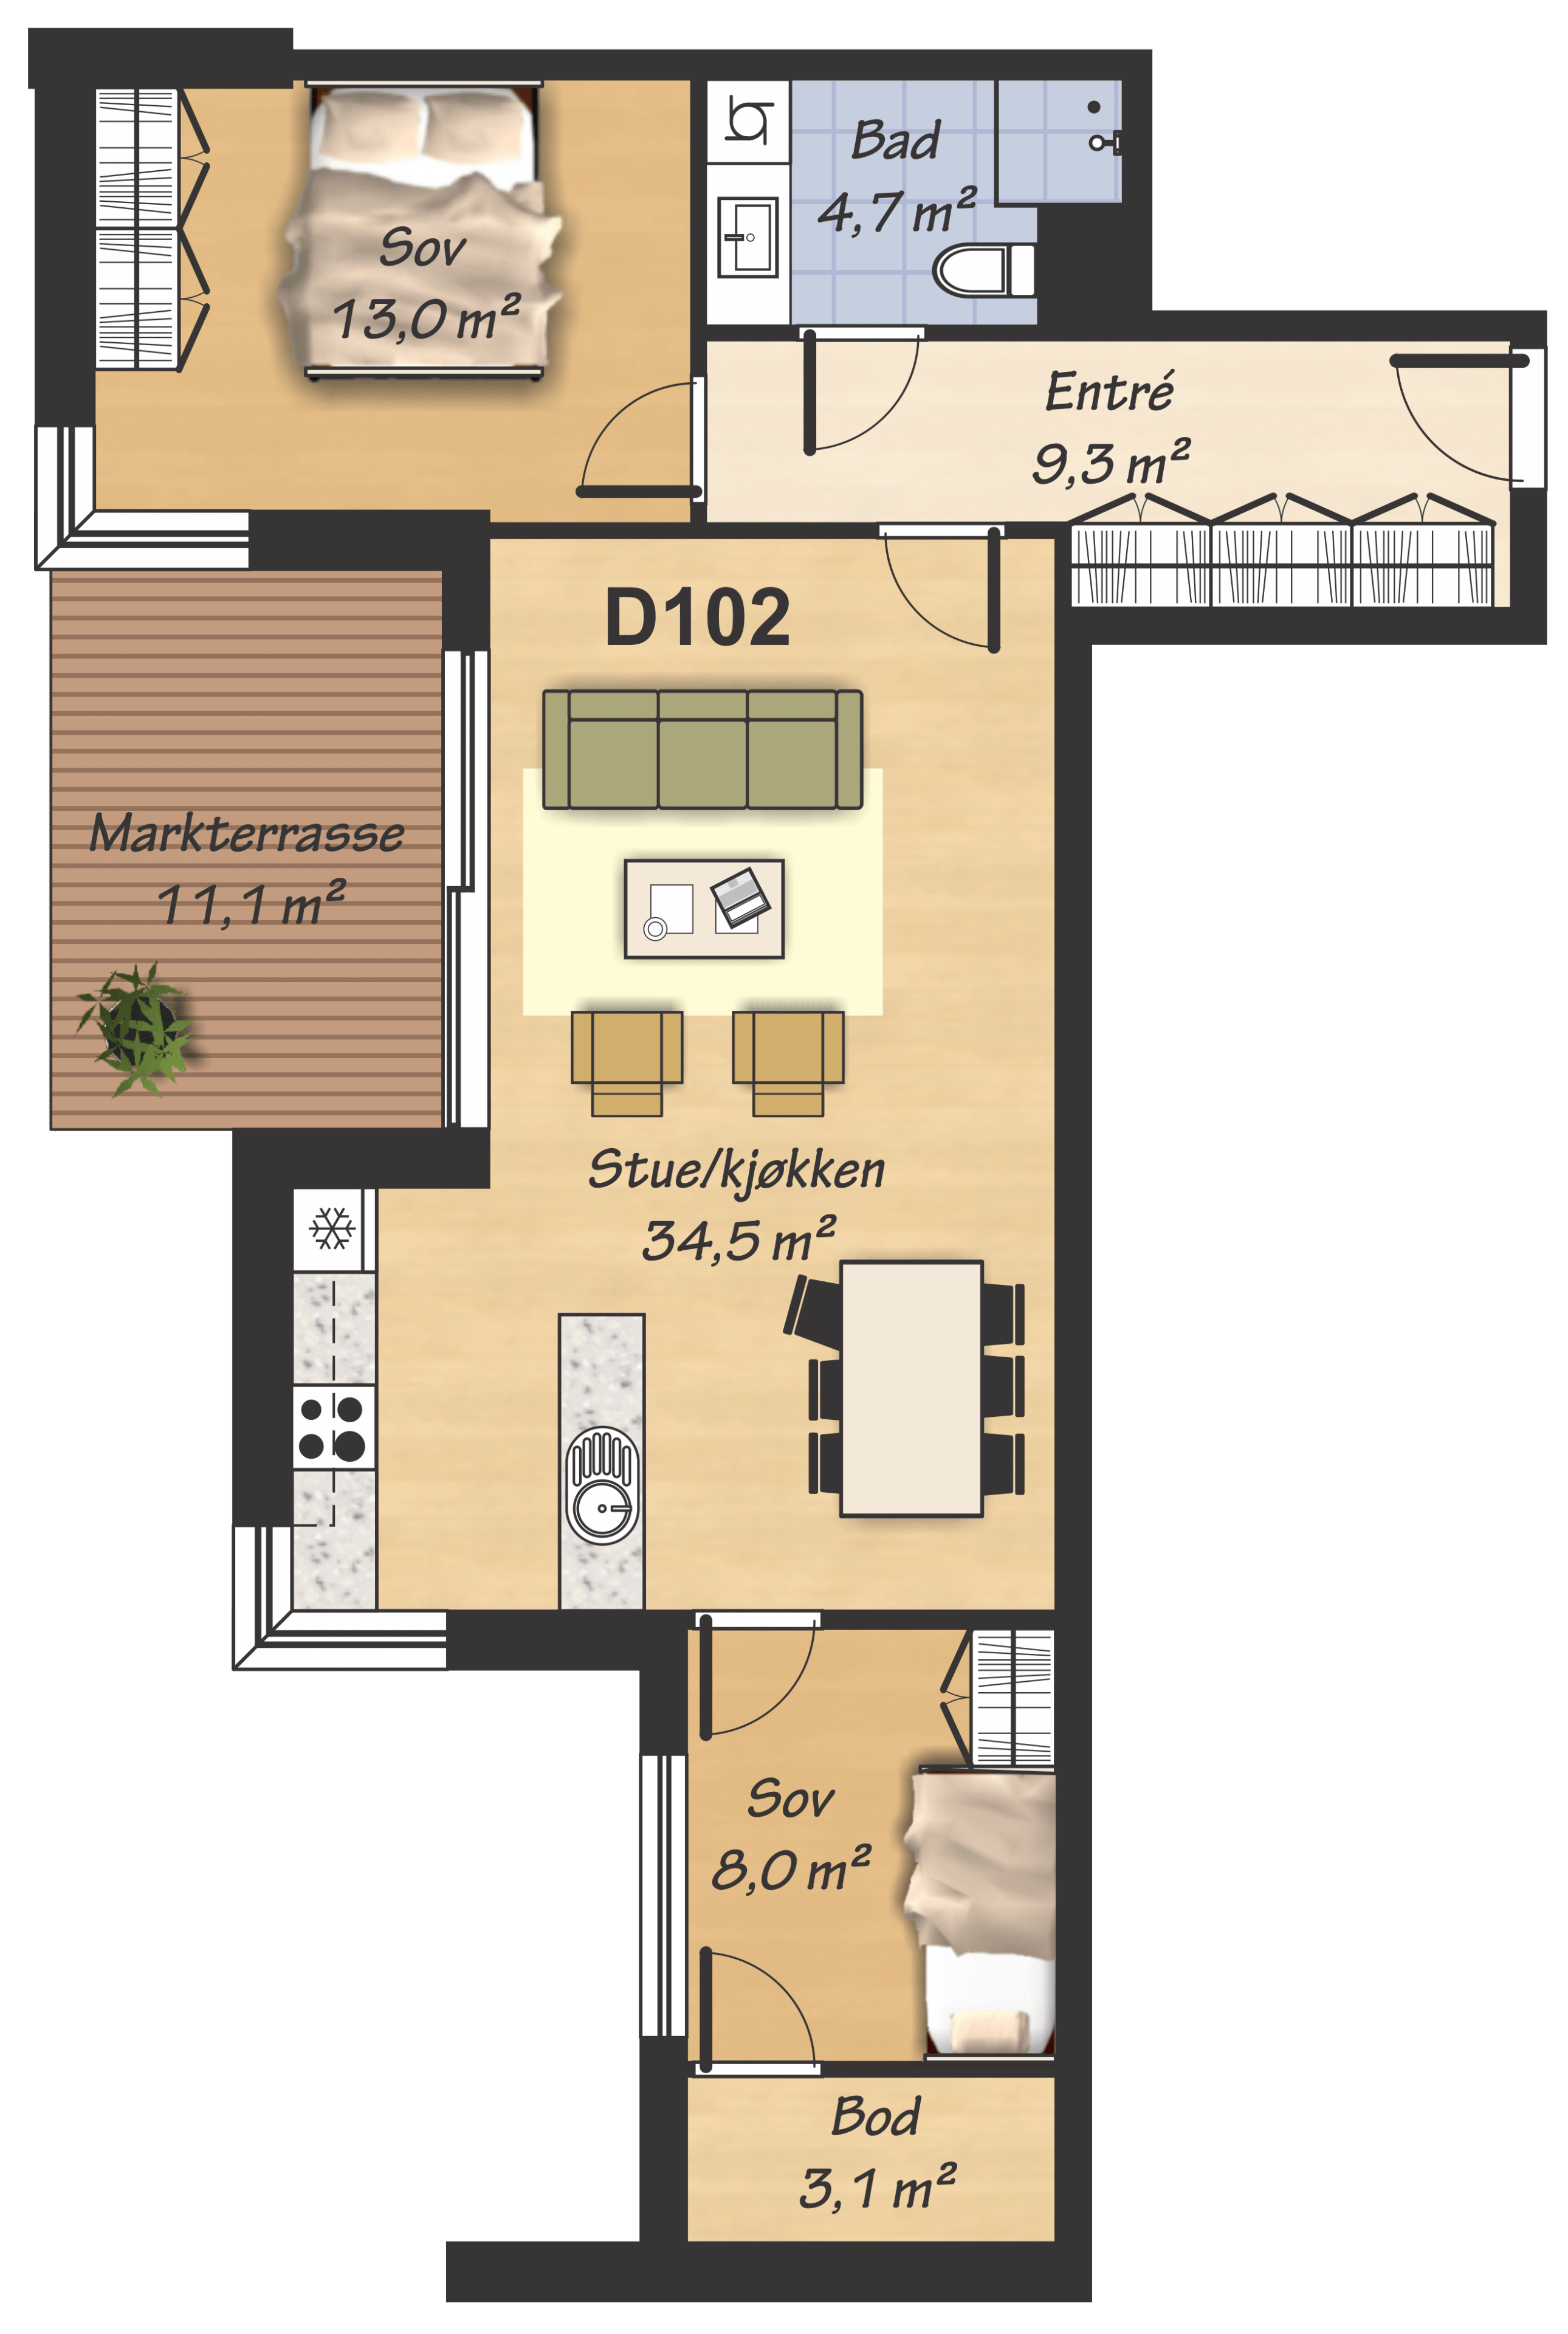 Bad
4,7 m²
Sov
13,0 m²
Entré
9,3 m²
D102
Markterrasse
11,1 m²
Stue/kjøkken
34,5 m²
Sov
8,0 m²
Bod
3,1 m²